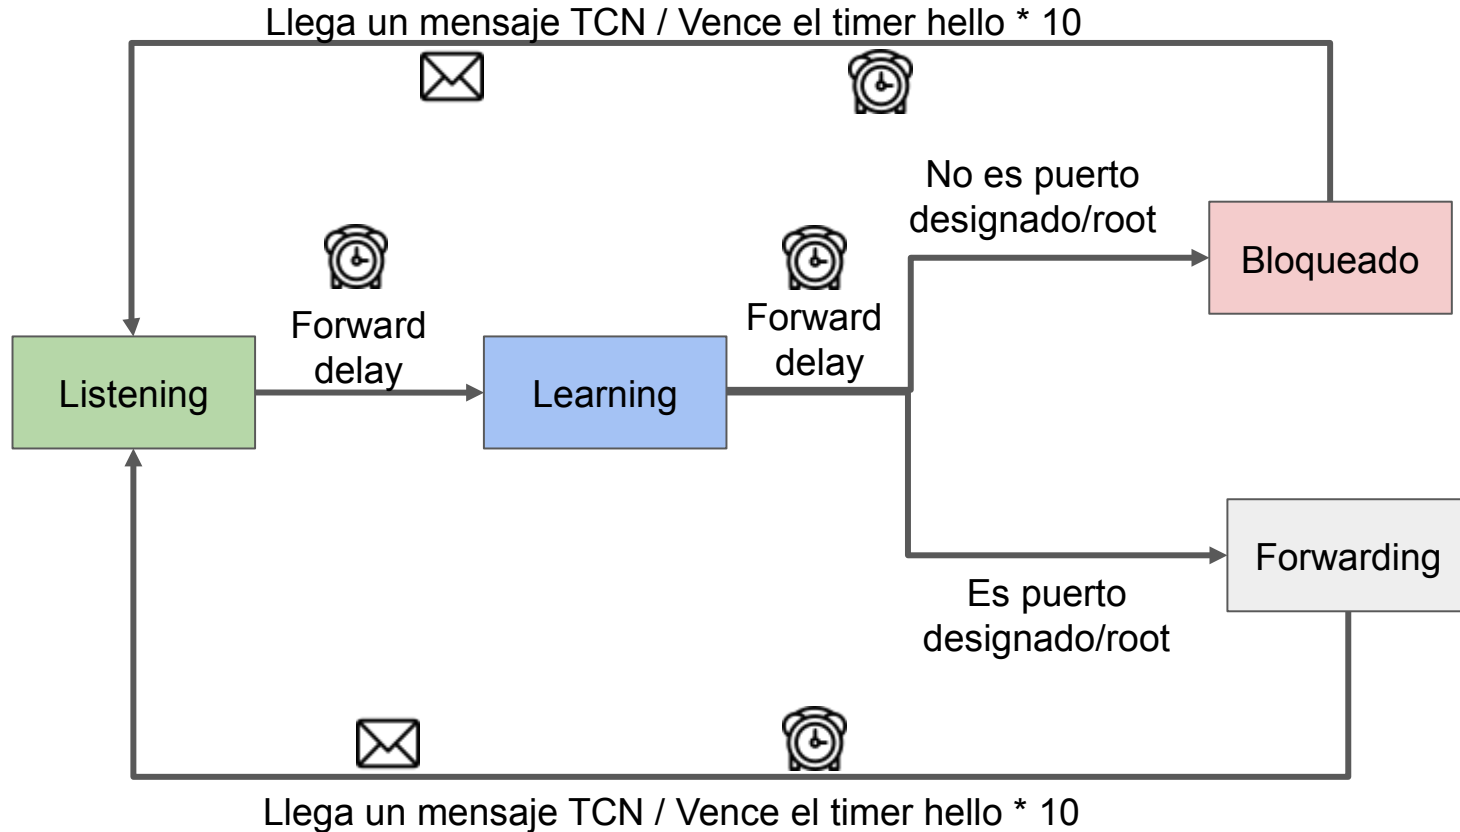 Llega un mensaje TCN / Vence el timer hello * 10
No es puerto
designado/root
Bloqueado
Forward
delay
Forward
delay
Listening
Learning
Forwarding
Es puerto
designado/root
Llega un mensaje TCN / Vence el timer hello * 10